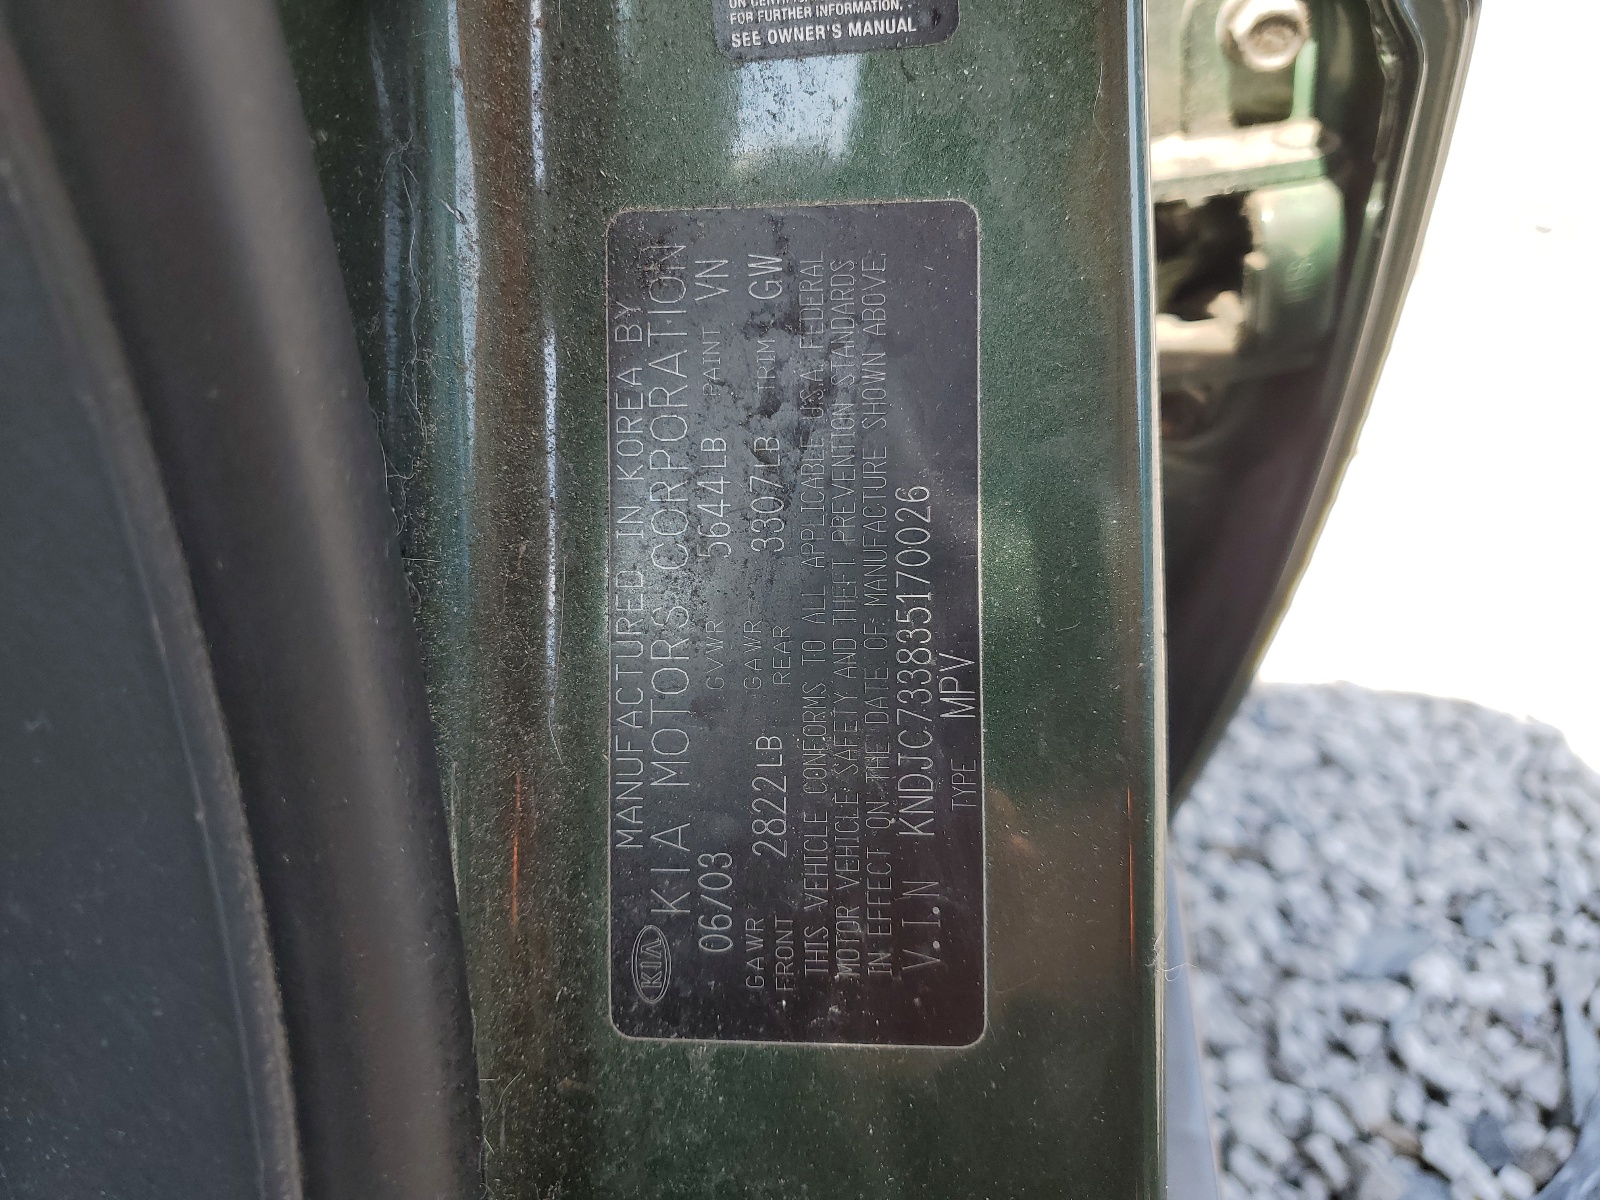 FOR FURTHER INFORMATION,
SEE OWNER'S MANUAL
KIA
MANUFACTURED IN KOREA BY
KIA MOTORS CORPORATION
06/03 GVWR 5644LB PAINT VN
GAWR FRONT 2822LB GAWR REAR 3307LB TRIM GW
THIS VEHICLE CONFORMS TO ALL APPLICABLE U.S.A. FEDERAL
MOTOR VEHICLE SAFETY AND THEFT PREVENTION STANDARDS
IN EFFECT ON THE DATE OF MANUFACTURE SHOWN ABOVE.
V.I.N KNDJC733835170026
TYPE MPV